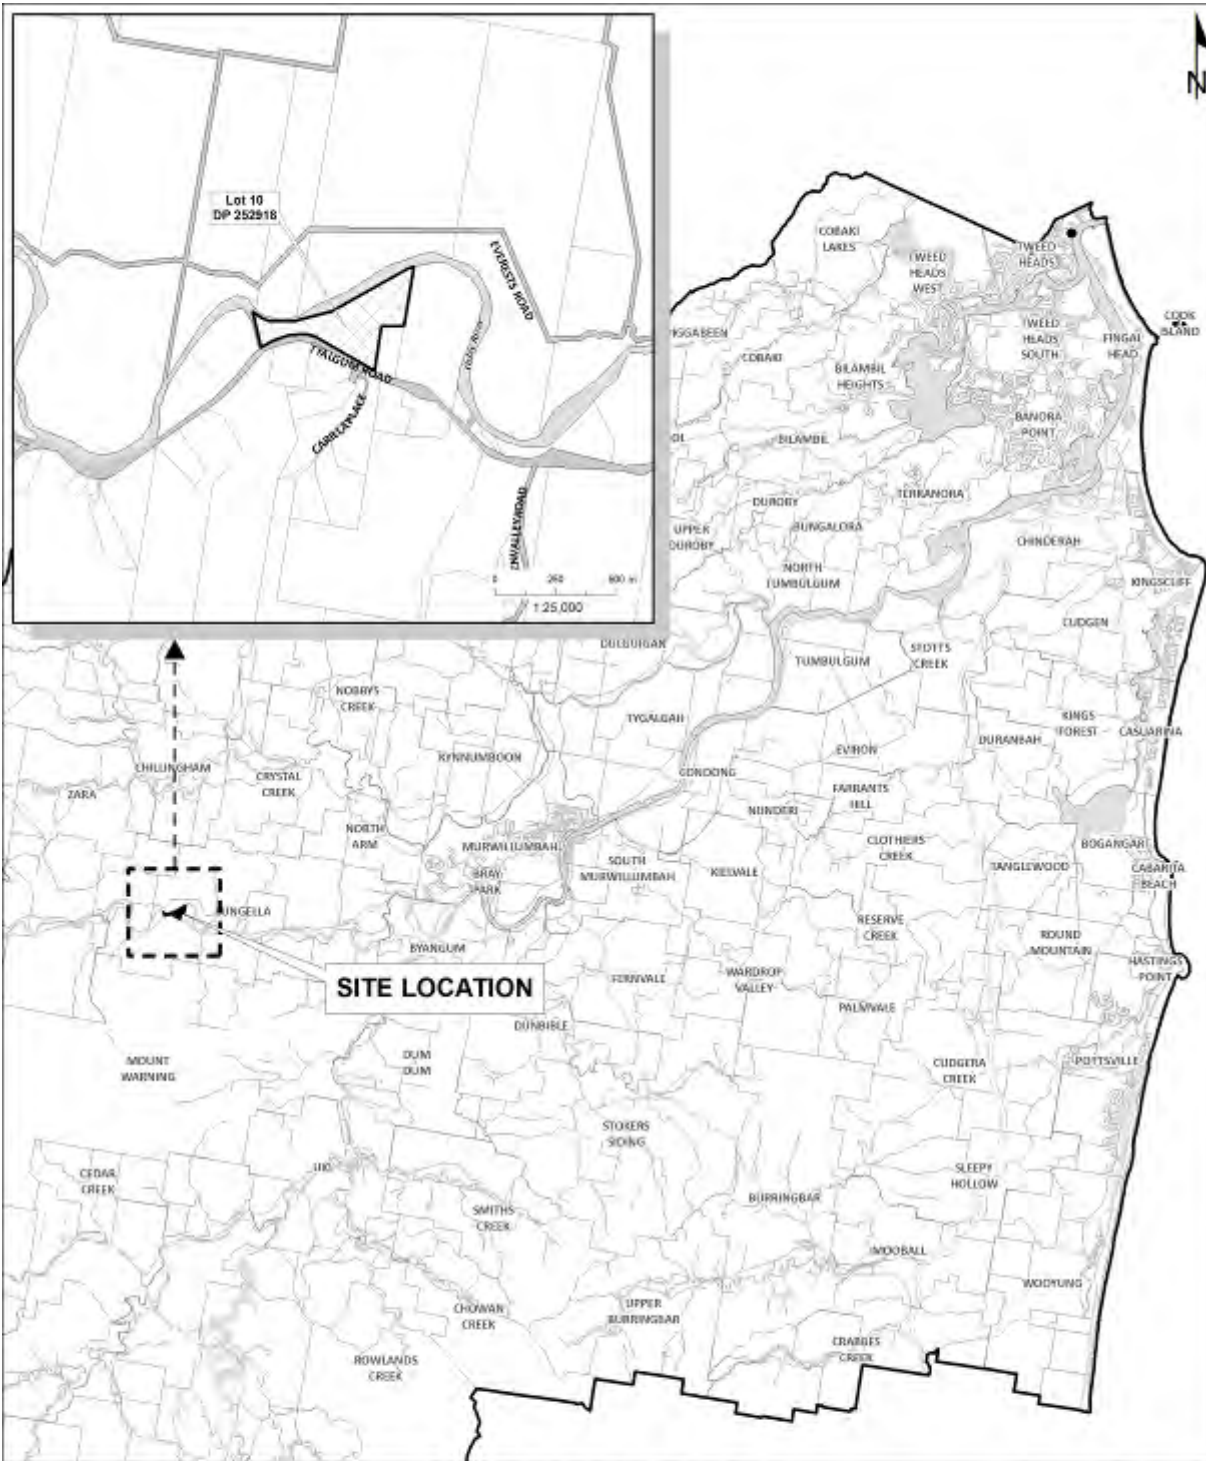 N
Lot 10
DP 252918
EVERESTS ROAD
TYALGUM ROAD
0 250 500 m
1:25,000
COBAKI
LAKES
TWEED
HEADS
WEST
TWEED
HEADS
COOK
ISLAND
TWEED
HEADS
SOUTH
FINGAL
HEAD
COBAKI
BILAMBIL
HEIGHTS
BANORA
POINT
BILAMBIL
TERRANORA
DUROBY
BUNGALORA
UPPER
DUROBY
CHINDERAH
NORTH
TUMBULGUM
KINGSCLIFF
CUDGEN
DULGUIGAN
TUMBULGUM
STOTTS
CREEK
NOBBYS
CREEK
TYGALGAH
KINGS
FOREST
CASUARINA
DURANBAH
EVIRON
KYNNUMBOON
CONDONG
CHILLINGHAM
CRYSTAL
CREEK
ZARA
FARRANTS
HILL
NUNDERI
NORTH
ARM
CLOTHIERS
CREEK
MURWILLUMBAH
BOGANGAR
SOUTH
MURWILLUMBAH
KIELVALE
TANGLEWOOD
CABARITA
BEACH
BRAY
PARK
UNGELLA
RESERVE
CREEK
ROUND
MOUNTAIN
BYANGUM
HASTINGS
POINT
SITE LOCATION
FERNVALE
WARDROP
VALLEY
PALMVALE
DUNBIBLE
MOUNT
WARNING
DUM
DUM
CUDGERA
CREEK
POTTSVILLE
STOKERS
SIDING
CEDAR
CREEK
UKI
SLEEPY
HOLLOW
SMITHS
CREEK
BURRINGBAR
MOOBALL
WOOYUNG
CHOWAN
CREEK
UPPER
BURRINGBAR
CRABBES
CREEK
ROWLANDS
CREEK